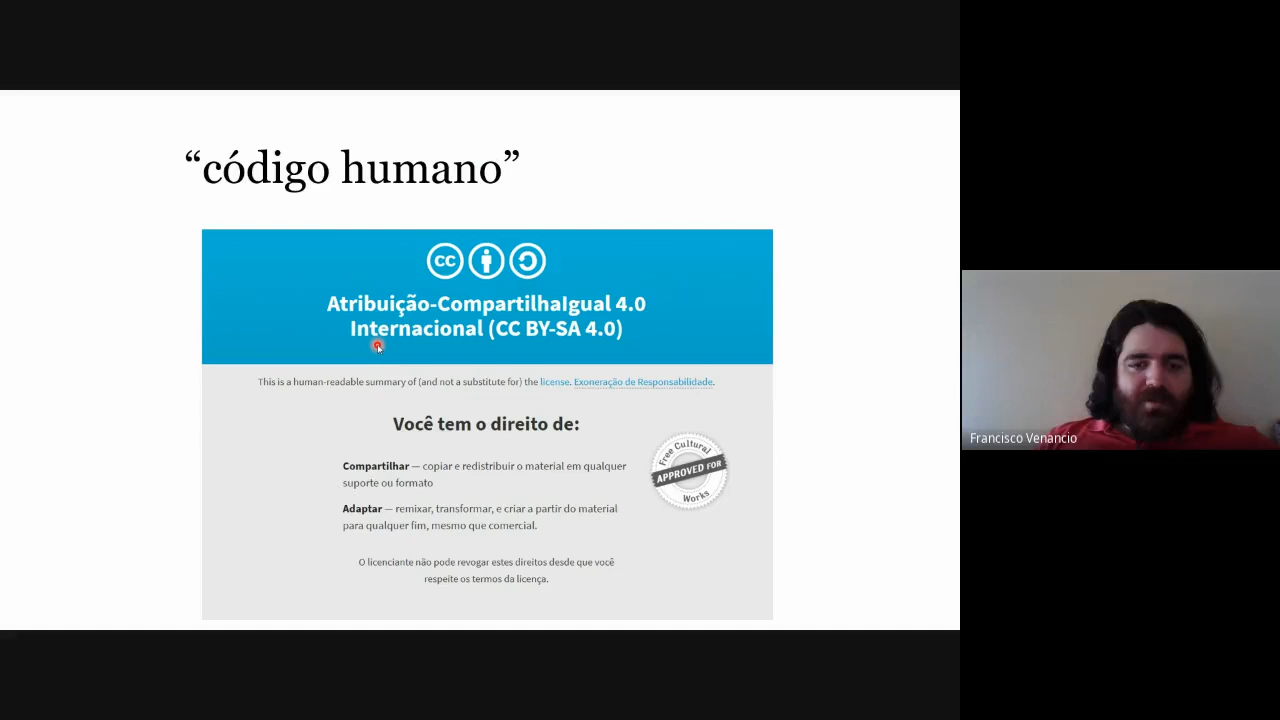 “código humano”
cc
Atribuição-CompartilhaIgual 4.0
Internacional (CC BY-SA 4.0)
This is a human-readable summary of (and not a substitute for) the license. Exoneração de Responsabilidade.
Você tem o direito de:
Compartilhar — copiar e redistribuir o material em qualquer
suporte ou formato
Adaptar — remixar, transformar, e criar a partir do material
para qualquer fim, mesmo que comercial.
Free Cultural
APPROVED FOR
Works
O licenciante não pode revogar estes direitos desde que você
respeite os termos da licença.
Francisco Venancio